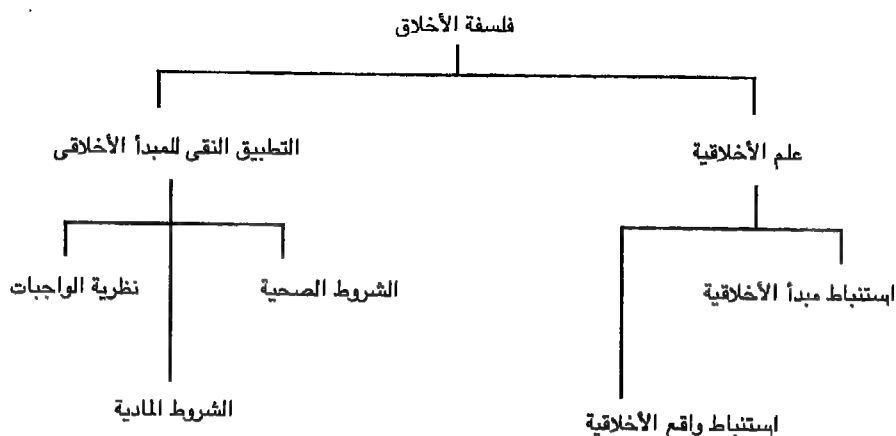 فلسفة الأخلاق
علم الأخلاقية
التطبيق النقى للمبدأ الأخلاقى
استنباط مبدأ الأخلاقية
استنباط واقع الأخلاقية
الشروط الصحية
الشروط المادية
نظرية الواجبات